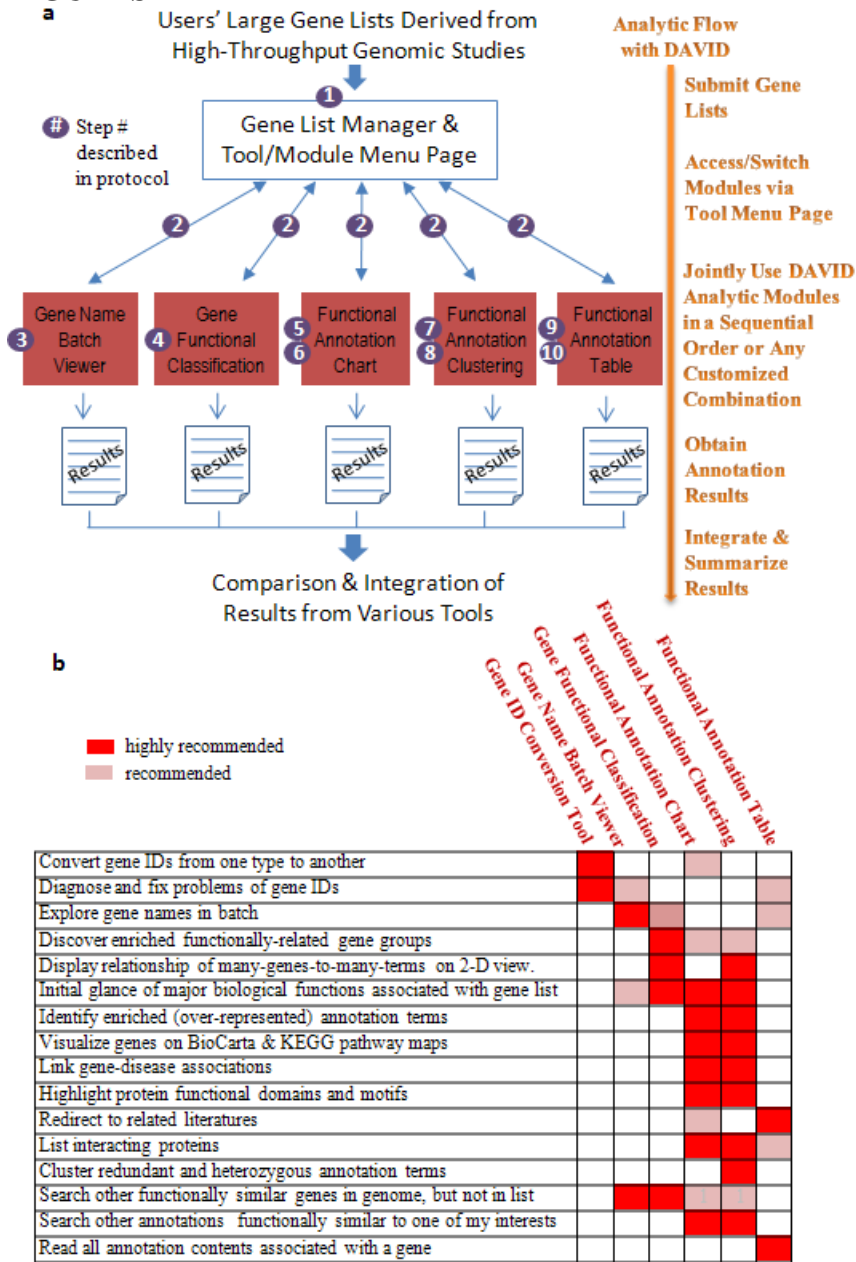 a
Users' Large Gene Lists Derived from
High-Throughput Genomic Studies
Analytic Flow
with DAVID
1
Gene List Manager &
Tool/Module Menu Page
# Step #
described
in protocol
Submit Gene
Lists
Access/Switch
Modules via
Tool Menu Page
2 2 2 2 2
3 Gene Name
Batch
Viewer
4 Gene
Functional
Classification
5 6 Functional
Annotation
Chart
7 8 Functional
Annotation
Clustering
9 10 Functional
Annotation
Table
Jointly Use DAVID
Analytic Modules
in a Sequential
Order or Any
Customized
Combination
Results Results Results Results Results
Obtain
Annotation
Results
Integrate &
Summarize
Results
Comparison & Integration of
Results from Various Tools
b
highly recommended
recommended
Gene ID Conversion Tool
Gene Name Batch Viewer
Gene Functional Classification
Functional Annotation Chart
Functional Annotation Clustering
Functional Annotation Table
Convert gene IDs from one type to another
Diagnose and fix problems of gene IDs
Explore gene names in batch
Discover enriched functionally-related gene groups
Display relationship of many-genes-to-many-terms on 2-D view.
Initial glance of major biological functions associated with gene list
Identify enriched (over-represented) annotation terms
Visualize genes on BioCarta & KEGG pathway maps
Link gene-disease associations
Highlight protein functional domains and motifs
Redirect to related literatures
List interacting proteins
Cluster redundant and heterozygous annotation terms
Search other functionally similar genes in genome, but not in list
Search other annotations functionally similar to one of my interests
Read all annotation contents associated with a gene